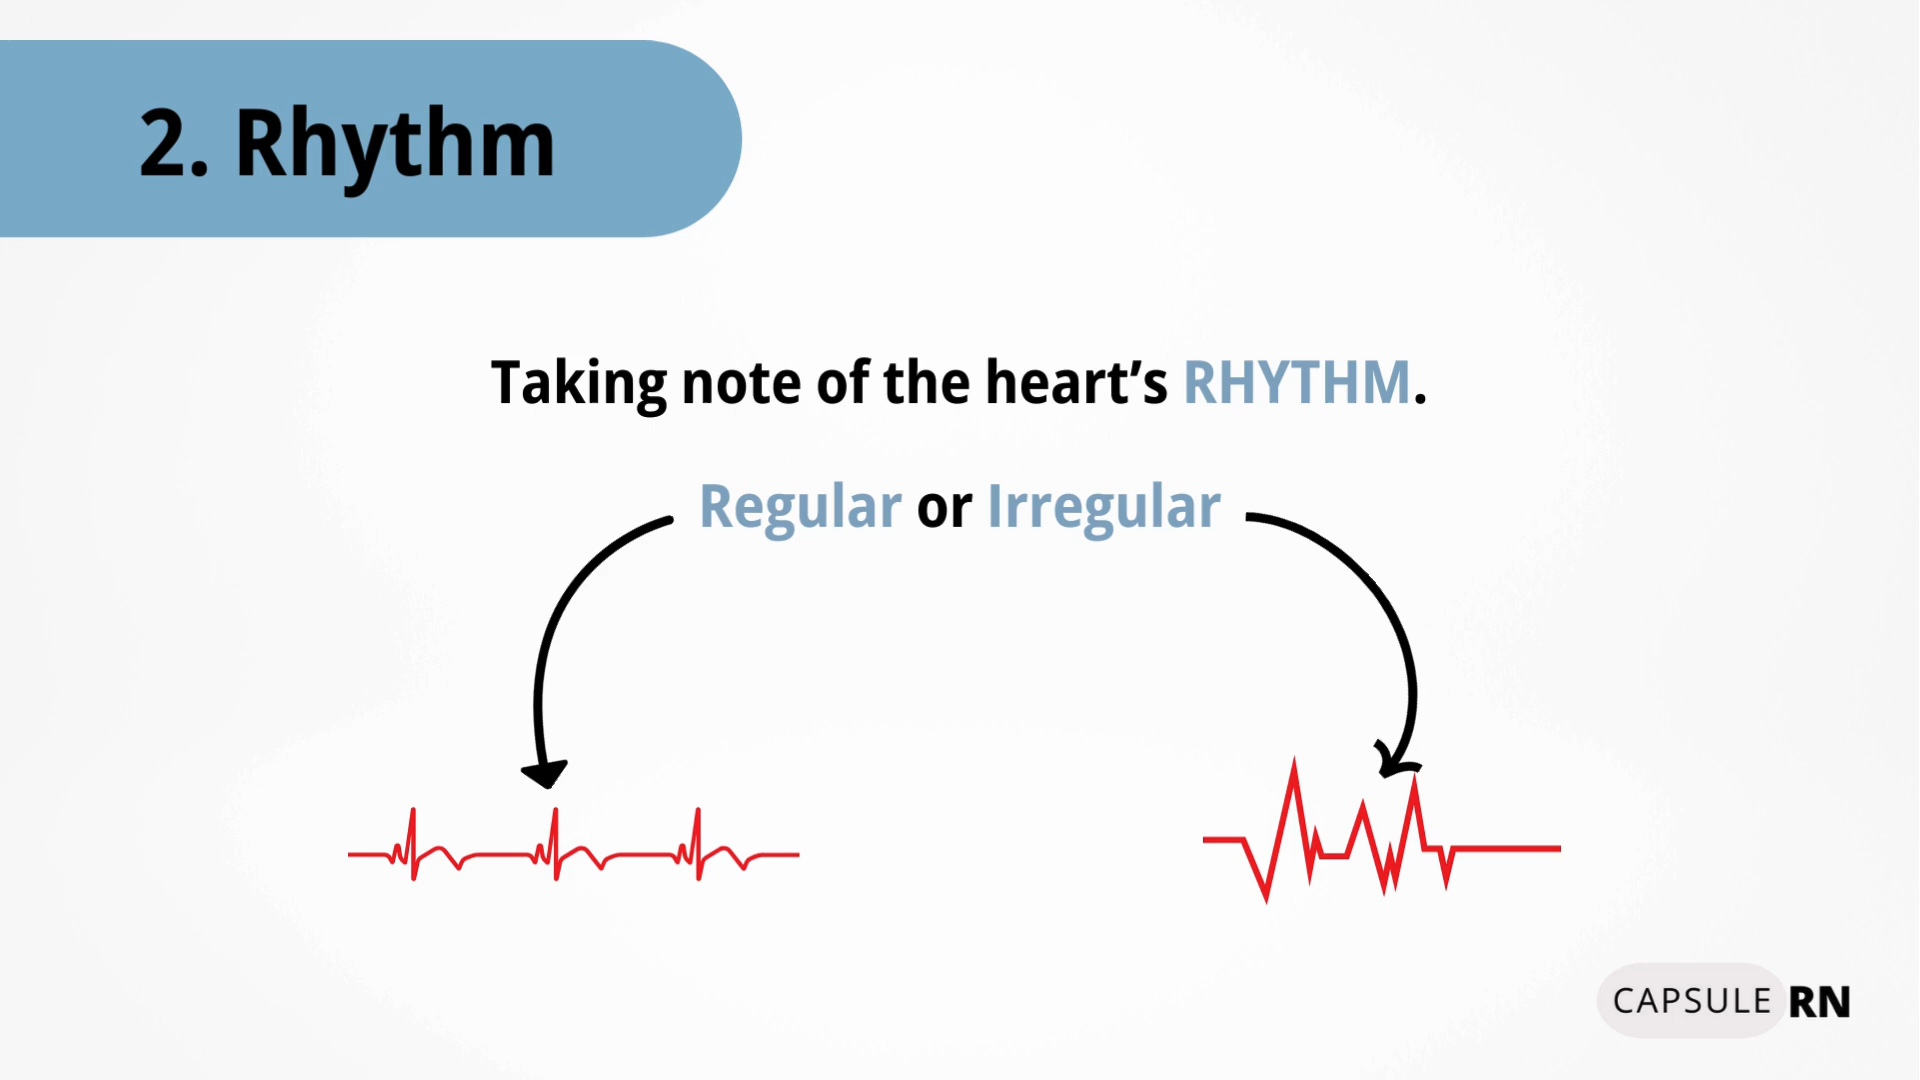 2. Rhythm
Taking note of the heart’s RHYTHM.
Regular or Irregular
CAPSULE RN